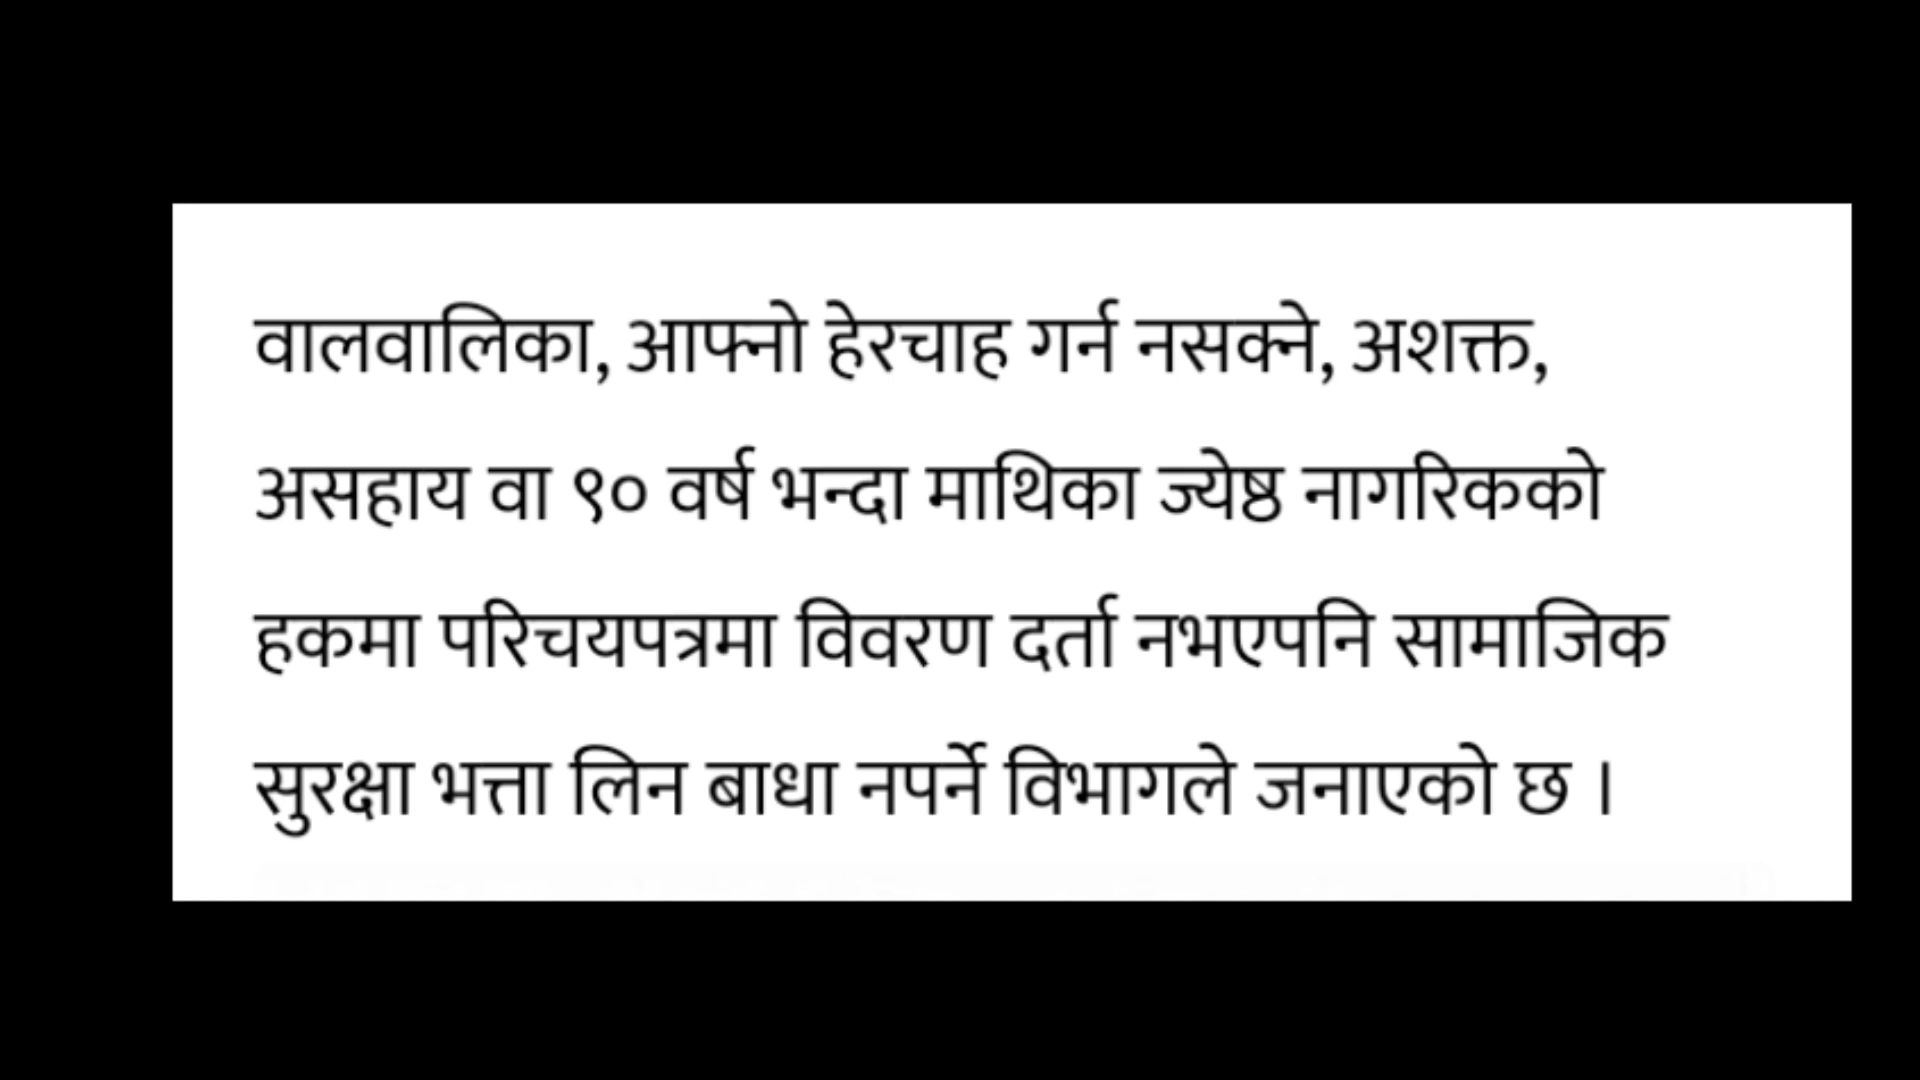 वालवालिका, आफ्नो हेरचाह गर्न नसक्ने, अशक्त,
असहाय वा ९० वर्ष भन्दा माथिका ज्येष्ठ नागरिकको
हकमा परिचयपत्रमा विवरण दर्ता नभएपनि सामाजिक
सुरक्षा भत्ता लिन बाधा नपर्ने विभागले जनाएको छ ।